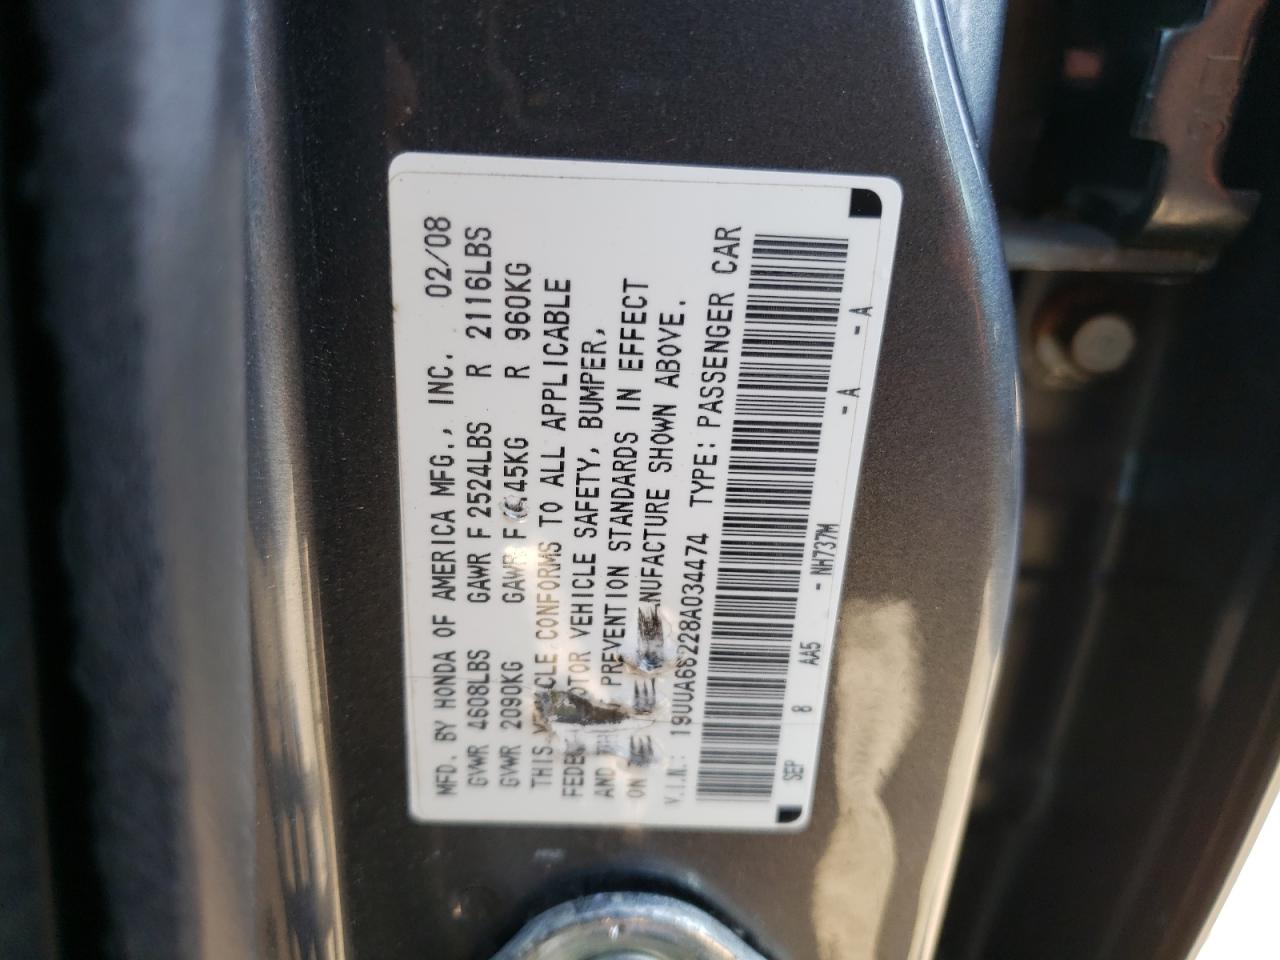 MFD. BY HONDA OF AMERICA MFG., INC. 02/08
GVWR 4608LBS GAWR F 2524LBS R 2116LBS
GVWR 2090KG GAWR F 45KG R 960KG
THIS CONFORMS TO ALL APPLICABLE
MOTOR VEHICLE SAFETY, BUMPER,
AND PREVENTION STANDARDS IN EFFECT
ON NUFACTURE SHOWN ABOVE.
V.I.N.: 19UUA66228A034474 TYPE: PASSENGER CAR
SEP 8 AA5 - NH737M - A - A